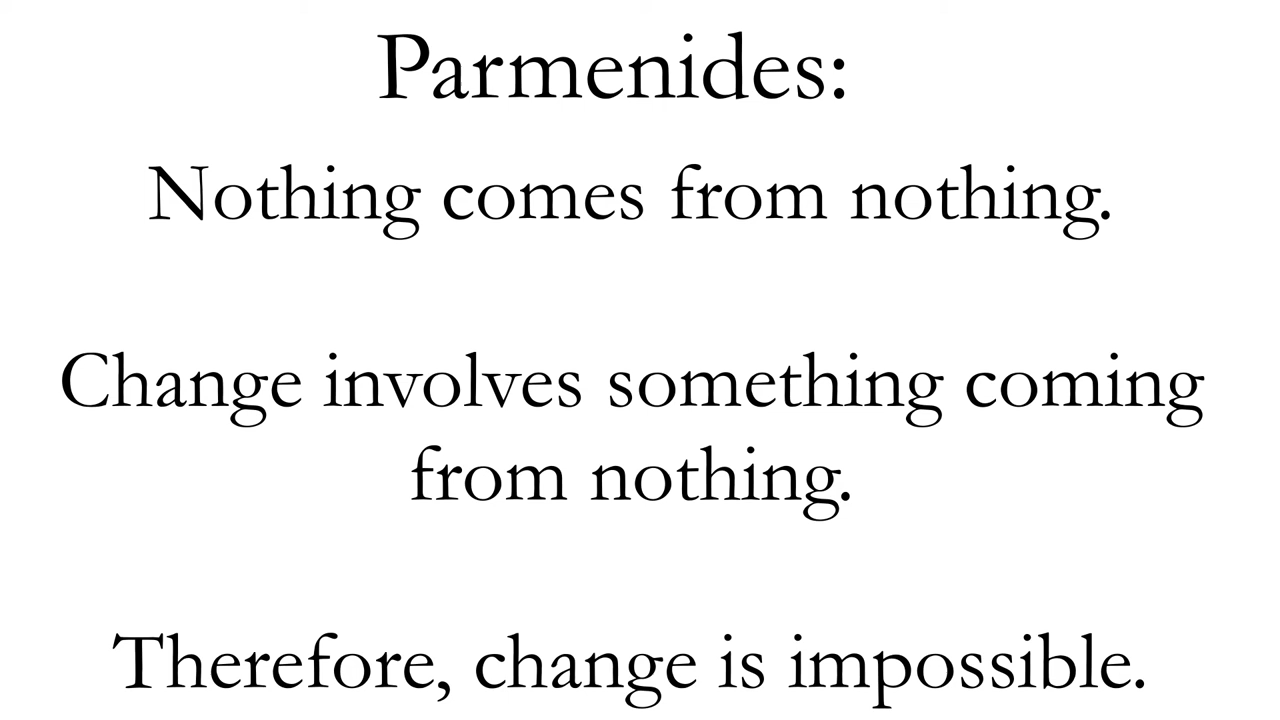 Parmenides:
Nothing comes from nothing.
Change involves something coming
from nothing.
Therefore, change is impossible.